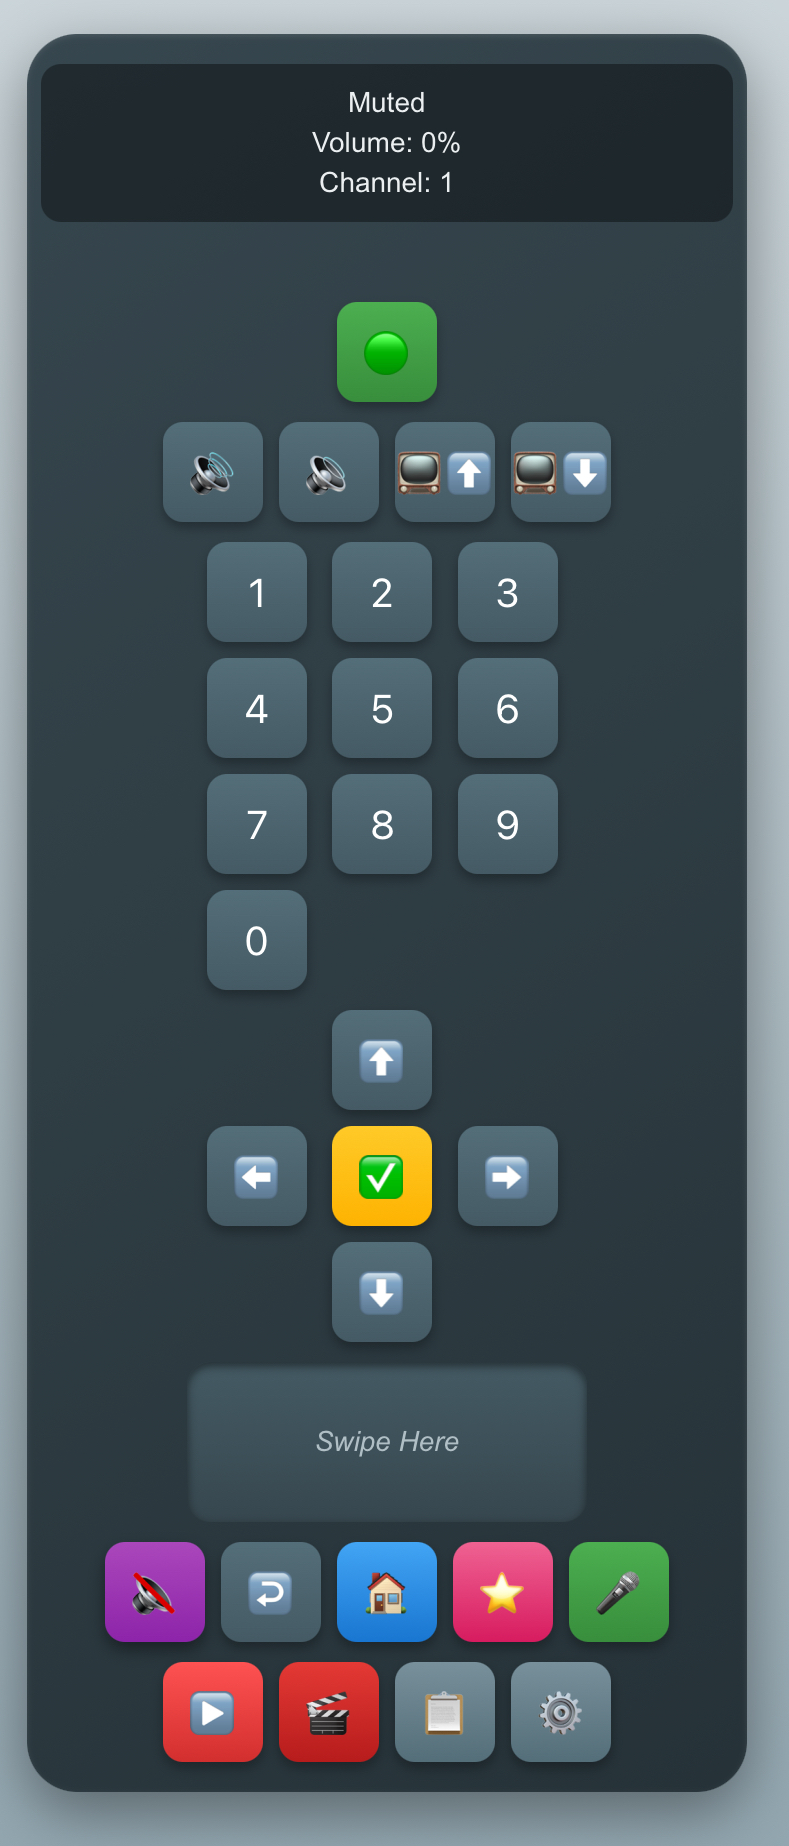 Muted
Volume: 0%
Channel: 1
1 2 3
4 5 6
7 8 9
0
Swipe Here